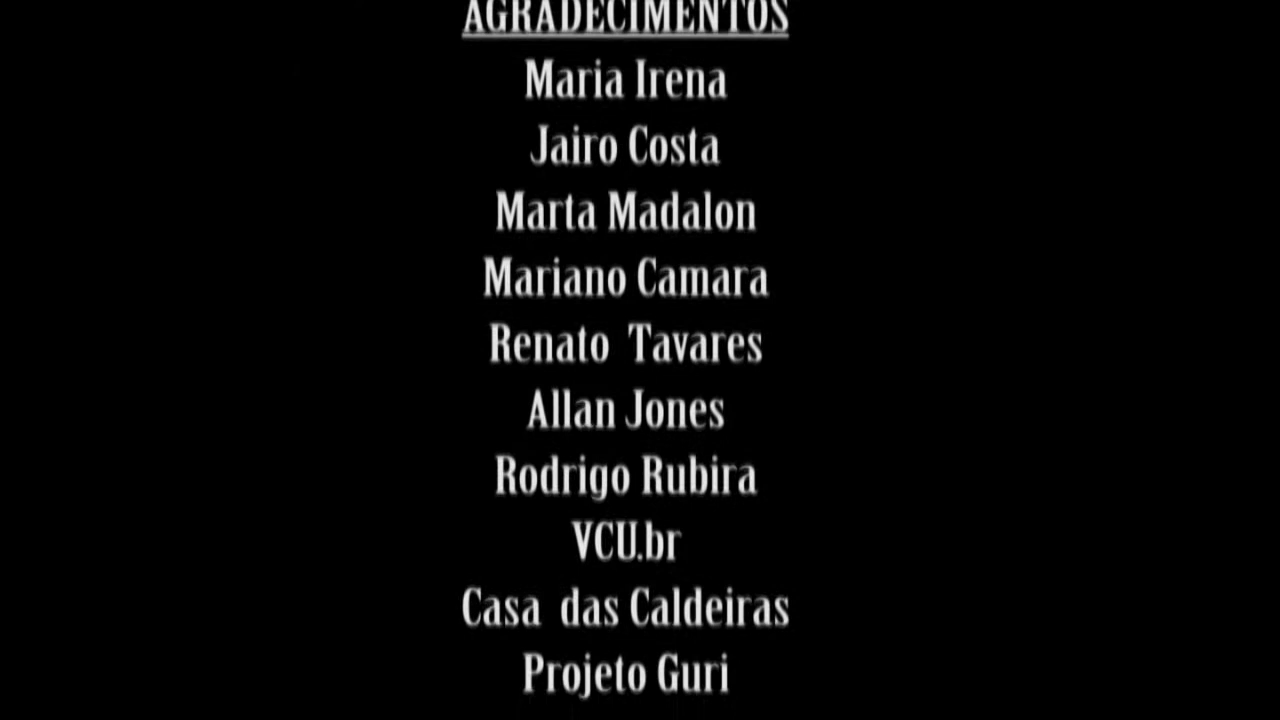 AGRADECIMENTOS
Maria Irena
Jairo Costa
Marta Madalon
Mariano Camara
Renato Tavares
Allan Jones
Rodrigo Rubira
VCU.br
Casa das Caldeiras
Projeto Guri